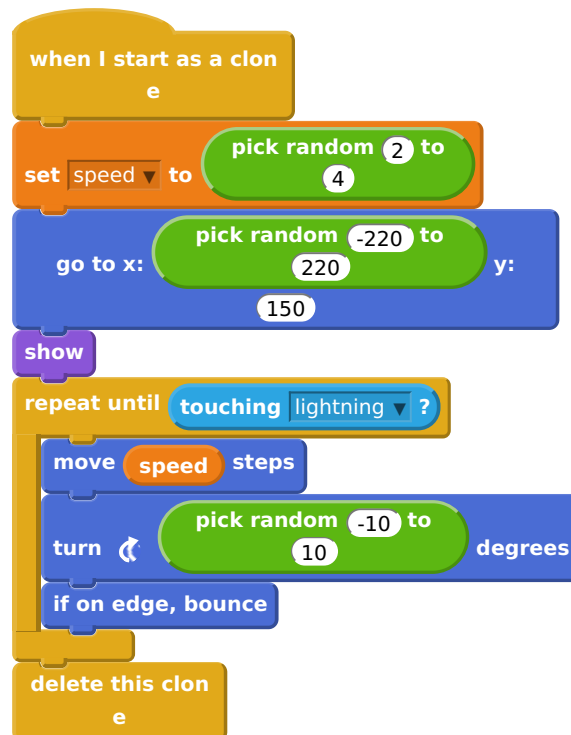 when I start as a clon
e
pick random 2 to
set speed ▾ to
4
pick random -220 to
go to x: 220 y:
150
show
repeat until touching lightning ▾ ?
move speed steps
pick random -10 to
turn ↻ 10 degrees
if on edge, bounce
delete this clon
e